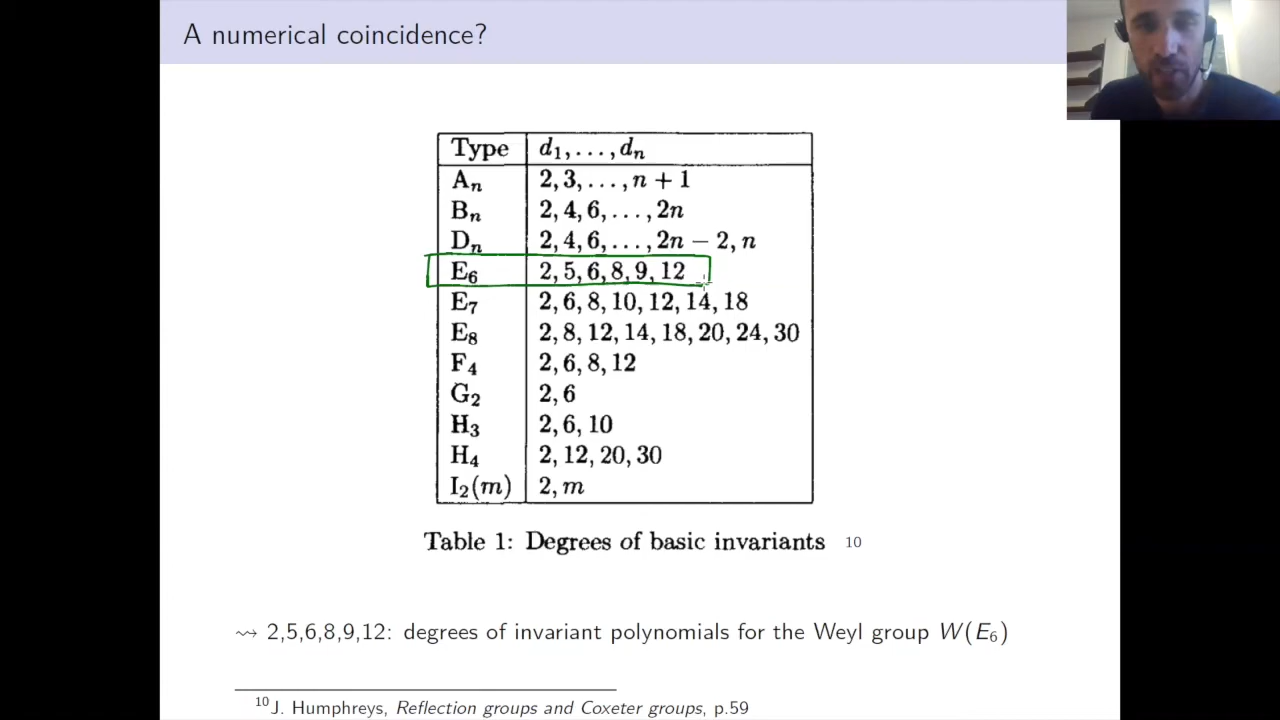 A numerical coincidence?
Type d₁, . . . , dₙ
Aₙ 2, 3, . . . , n + 1
Bₙ 2, 4, 6, . . . , 2n
Dₙ 2, 4, 6, . . . , 2n − 2, n
E₆ 2, 5, 6, 8, 9, 12
E₇ 2, 6, 8, 10, 12, 14, 18
E₈ 2, 8, 12, 14, 18, 20, 24, 30
F₄ 2, 6, 8, 12
G₂ 2, 6
H₃ 2, 6, 10
H₄ 2, 12, 20, 30
I₂(m) 2, m
Table 1: Degrees of basic invariants 10
⇝ 2,5,6,8,9,12: degrees of invariant polynomials for the Weyl group W(E₆)
¹⁰J. Humphreys, Reflection groups and Coxeter groups, p.59